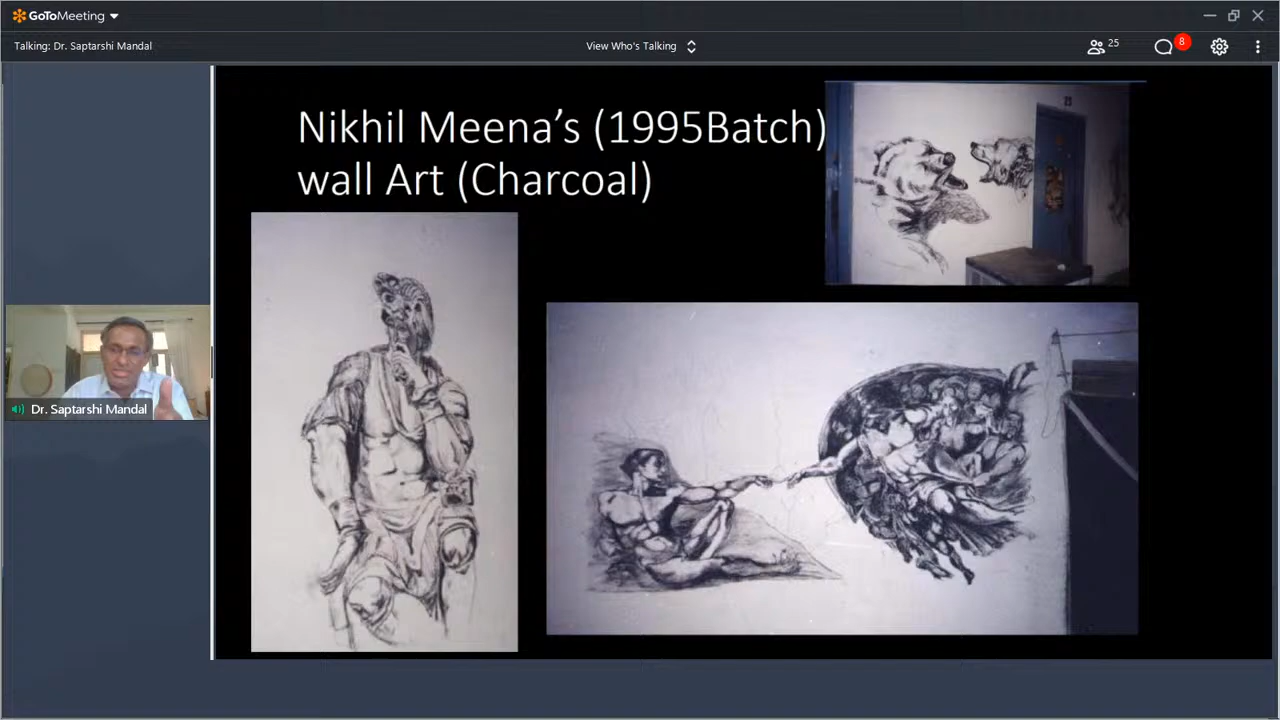 GoToMeeting
Talking: Dr. Saptarshi Mandal
View Who's Talking
25
8
Nikhil Meena’s (1995Batch)
wall Art (Charcoal)
23
Dr. Saptarshi Mandal